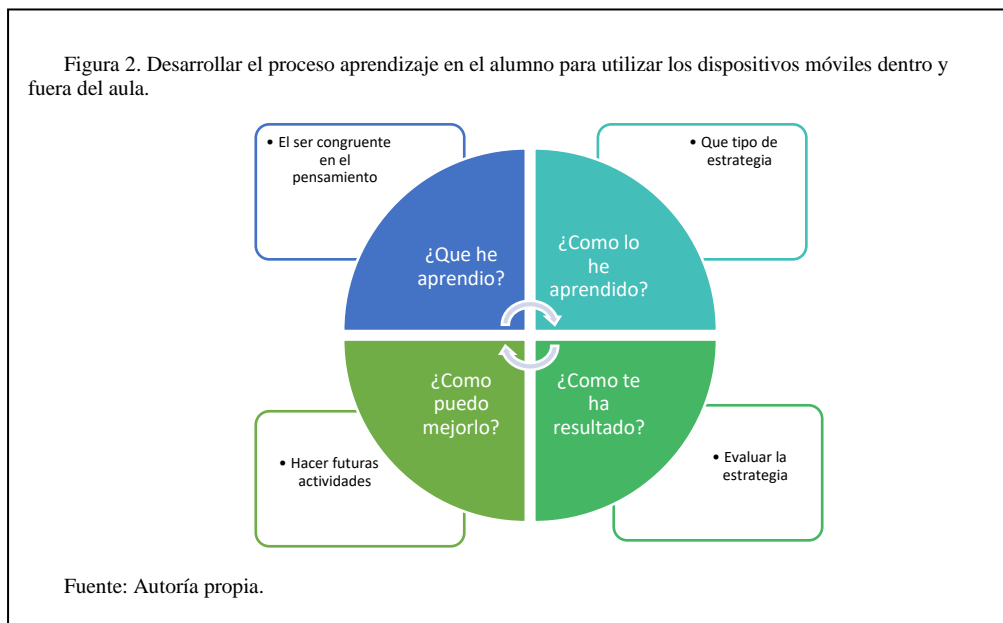 Figura 2. Desarrollar el proceso aprendizaje en el alumno para utilizar los dispositivos móviles dentro y
fuera del aula.
• El ser congruente
en el
pensamiento
• Que tipo de
estrategia
¿Que he
aprendio?
¿Como lo
he
aprendido?
¿Como
puedo
mejorlo?
¿Como te
ha
resultado?
• Hacer futuras
actividades
• Evaluar la
estrategia
Fuente: Autoría propia.